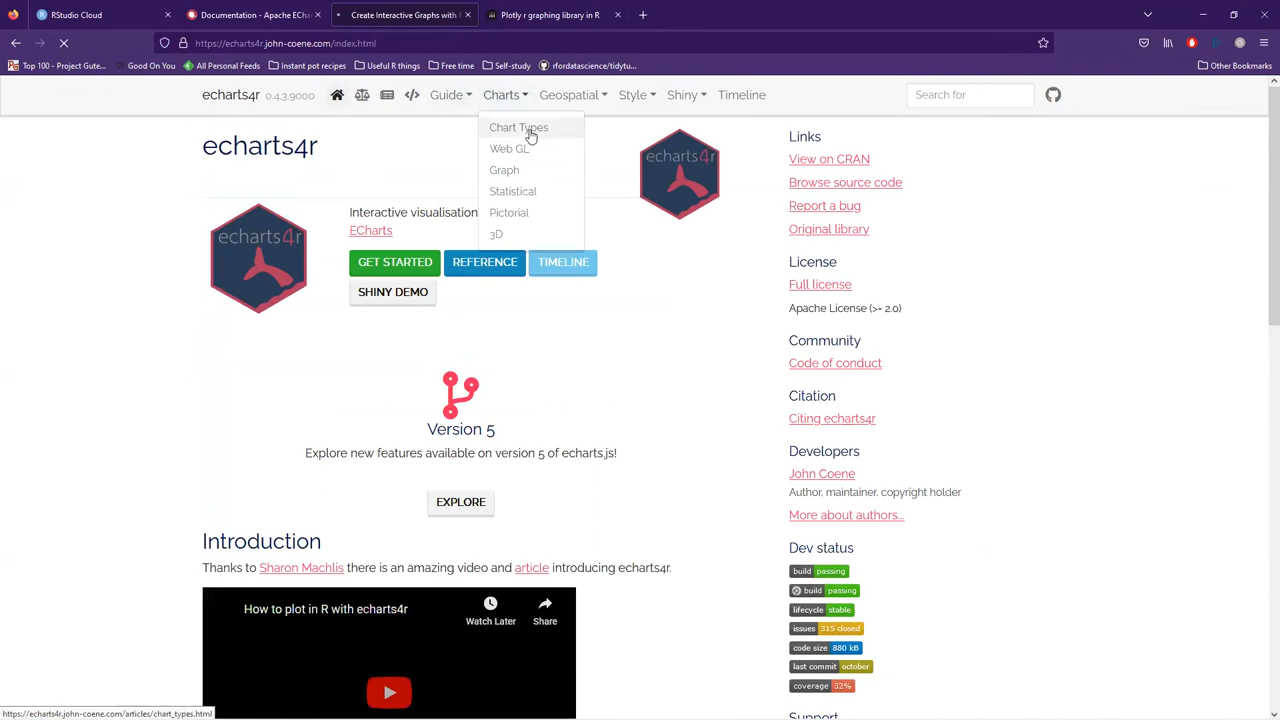 RStudio Cloud
Documentation - Apache ECha
Create Interactive Graphs with E
Plotly r graphing library in R
https://echarts4r.john-coene.com/index.html
Top 100 - Project Gute...
Good On You
All Personal Feeds
Instant pot recipes
Useful R things
Free time
Self-study
rfordatascience/tidytu...
Other Bookmarks
echarts4r 0.4.3.9000 Guide Charts Geospatial Style Shiny Timeline Search for
Chart Types
Web GL
Graph
Statistical
Pictorial
3D
echarts4r
echarts4r
echarts4r
Interactive visualisation
ECharts
GET STARTED REFERENCE TIMELINE
SHINY DEMO
Version 5
Explore new features available on version 5 of echarts.js!
EXPLORE
Introduction
Thanks to Sharon Machlis there is an amazing video and article introducing echarts4r.
How to plot in R with echarts4r
Watch Later Share
Links
View on CRAN
Browse source code
Report a bug
Original library
License
Full license
Apache License (>= 2.0)
Community
Code of conduct
Citation
Citing echarts4r
Developers
John Coene
Author, maintainer, copyright holder
More about authors...
Dev status
build passing
build passing
lifecycle stable
issues 315 closed
code size 880 kB
last commit october
coverage 32%
Support
https://echarts4r.john-coene.com/articles/chart_types.html